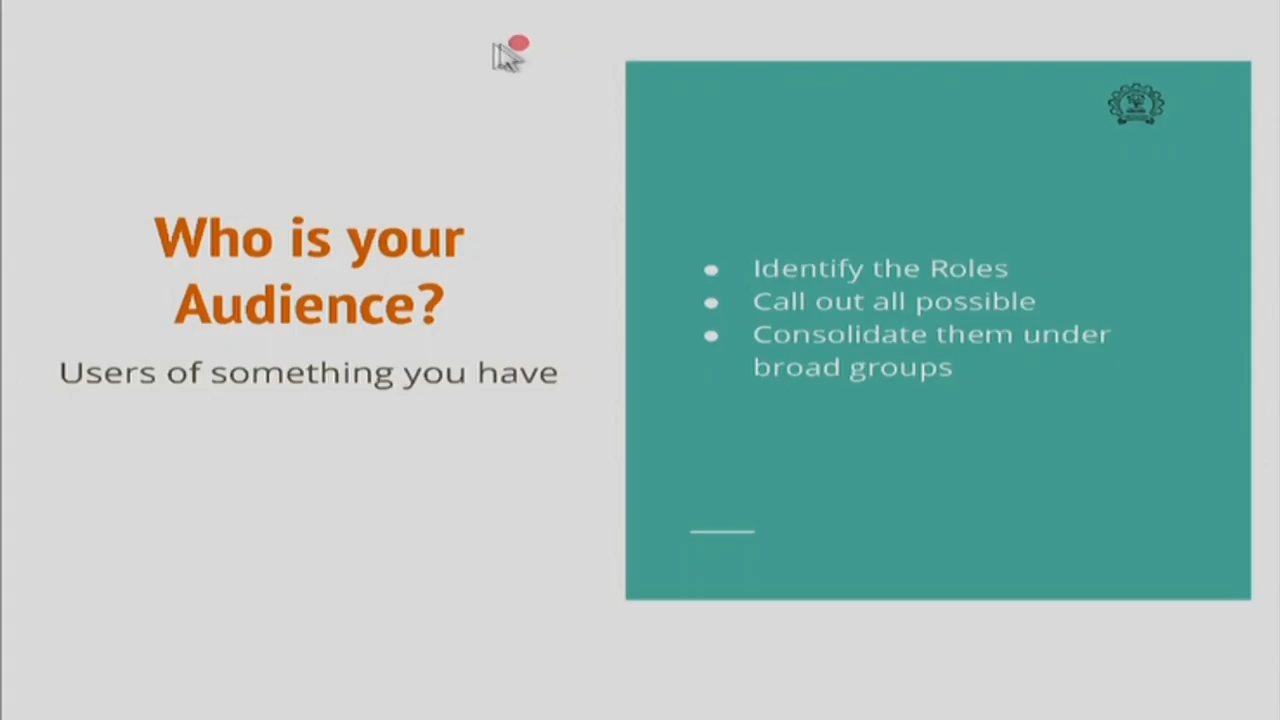 Who is your
Audience?
Users of something you have
● Identify the Roles
● Call out all possible
● Consolidate them under
broad groups